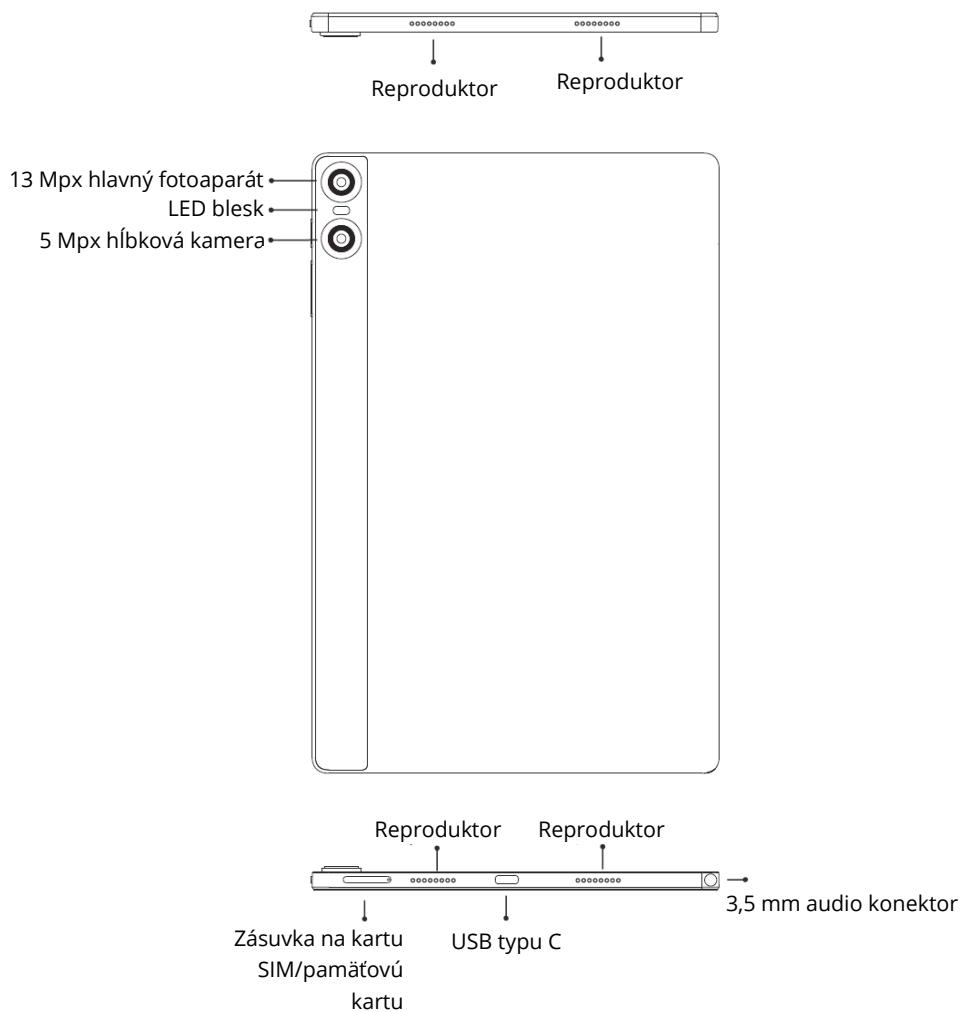 Reproduktor
Reproduktor
13 Mpx hlavný fotoaparát
LED blesk
5 Mpx hĺbková kamera
Reproduktor
Reproduktor
3,5 mm audio konektor
Zásuvka na kartu
SIM/pamäťovú
kartu
USB typu C